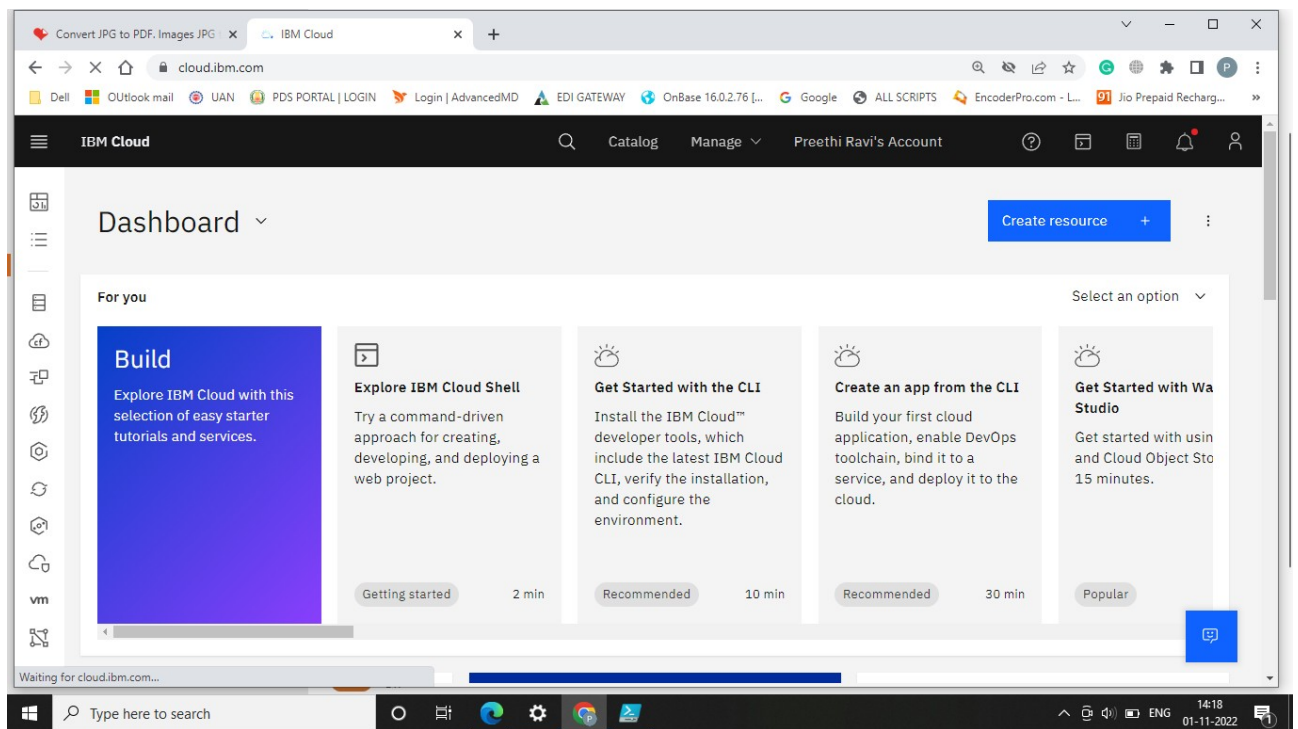 Convert JPG to PDF. Images JPG
IBM Cloud
cloud.ibm.com
Dell OUtlook mail UAN PDS PORTAL | LOGIN Login | AdvancedMD EDI GATEWAY OnBase 16.0.2.76 [... Google ALL SCRIPTS EncoderPro.com - L... Jio Prepaid Recharg... »
IBM Cloud Catalog Manage Preethi Ravi's Account
Dashboard
Create resource +
For you
Select an option
Build
Explore IBM Cloud with this
selection of easy starter
tutorials and services.
Explore IBM Cloud Shell
Try a command-driven
approach for creating,
developing, and deploying a
web project.
Getting started 2 min
Get Started with the CLI
Install the IBM Cloud™
developer tools, which
include the latest IBM Cloud
CLI, verify the installation,
and configure the
environment.
Recommended 10 min
Create an app from the CLI
Build your first cloud
application, enable DevOps
toolchain, bind it to a
service, and deploy it to the
cloud.
Recommended 30 min
Get Started with Wa
Studio
Get started with usin
and Cloud Object Sto
15 minutes.
Popular
vm
Waiting for cloud.ibm.com...
Type here to search
ENG
14:18
01-11-2022